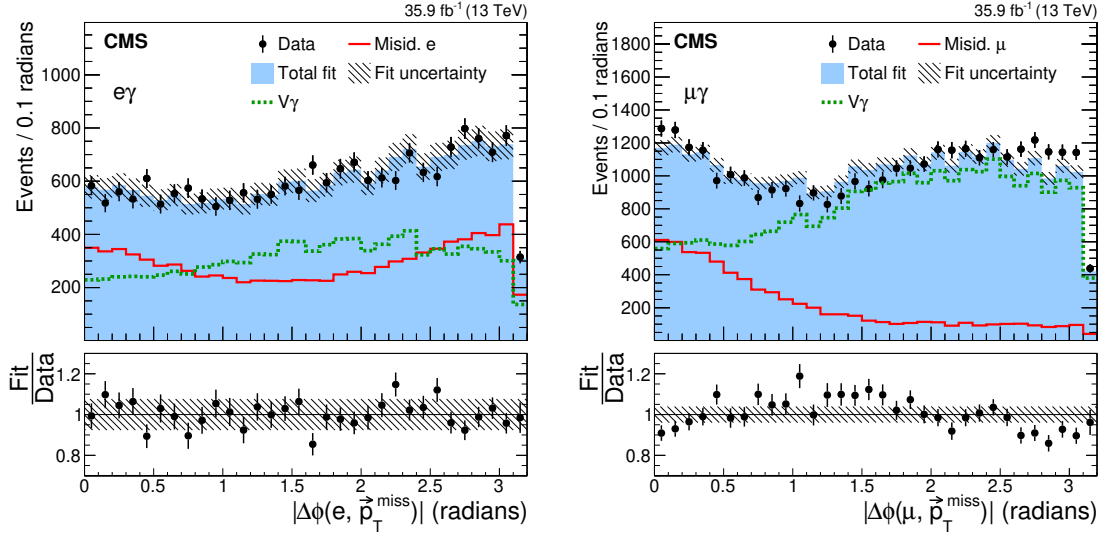 35.9 fb-1 (13 TeV)
CMS
Data
Misid. e
Total fit
Fit uncertainty
Vγ
eγ
Events / 0.1 radians
200
400
600
800
1000
Fit
Data
0.8
1
1.2
0 0.5 1 1.5 2 2.5 3
|Δϕ(e, p⃗T miss)| (radians)
35.9 fb-1 (13 TeV)
CMS
Data
Misid. μ
Total fit
Fit uncertainty
Vγ
μγ
Events / 0.1 radians
200
400
600
800
1000
1200
1400
1600
1800
Fit
Data
0.8
1
1.2
0 0.5 1 1.5 2 2.5 3
|Δϕ(μ, p⃗T miss)| (radians)